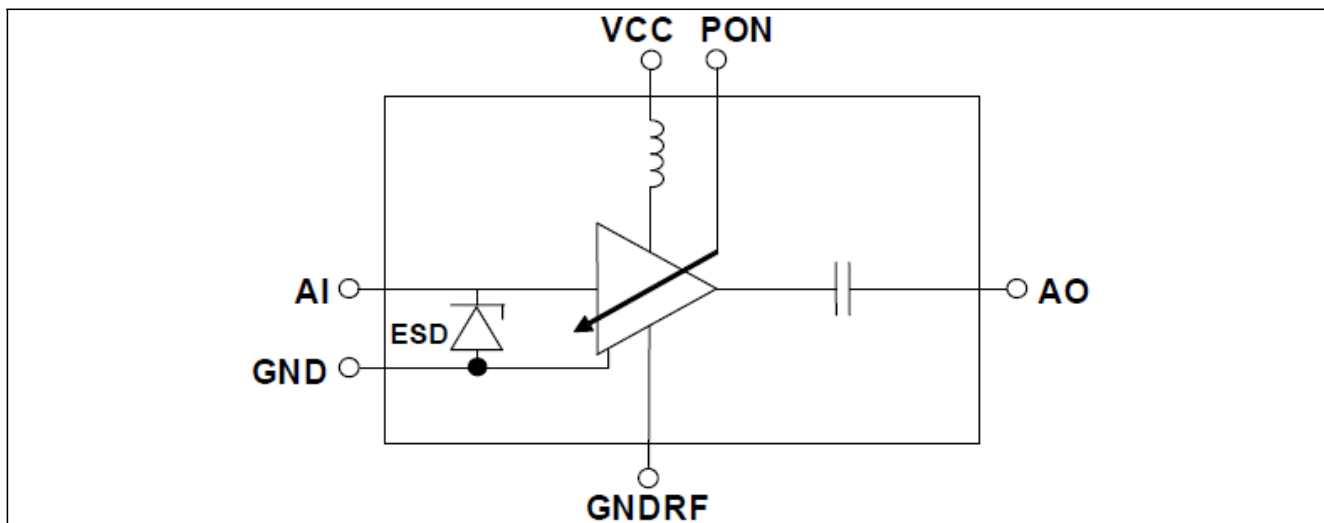 VCC PON
AI
ESD
AO
GND
GNDRF